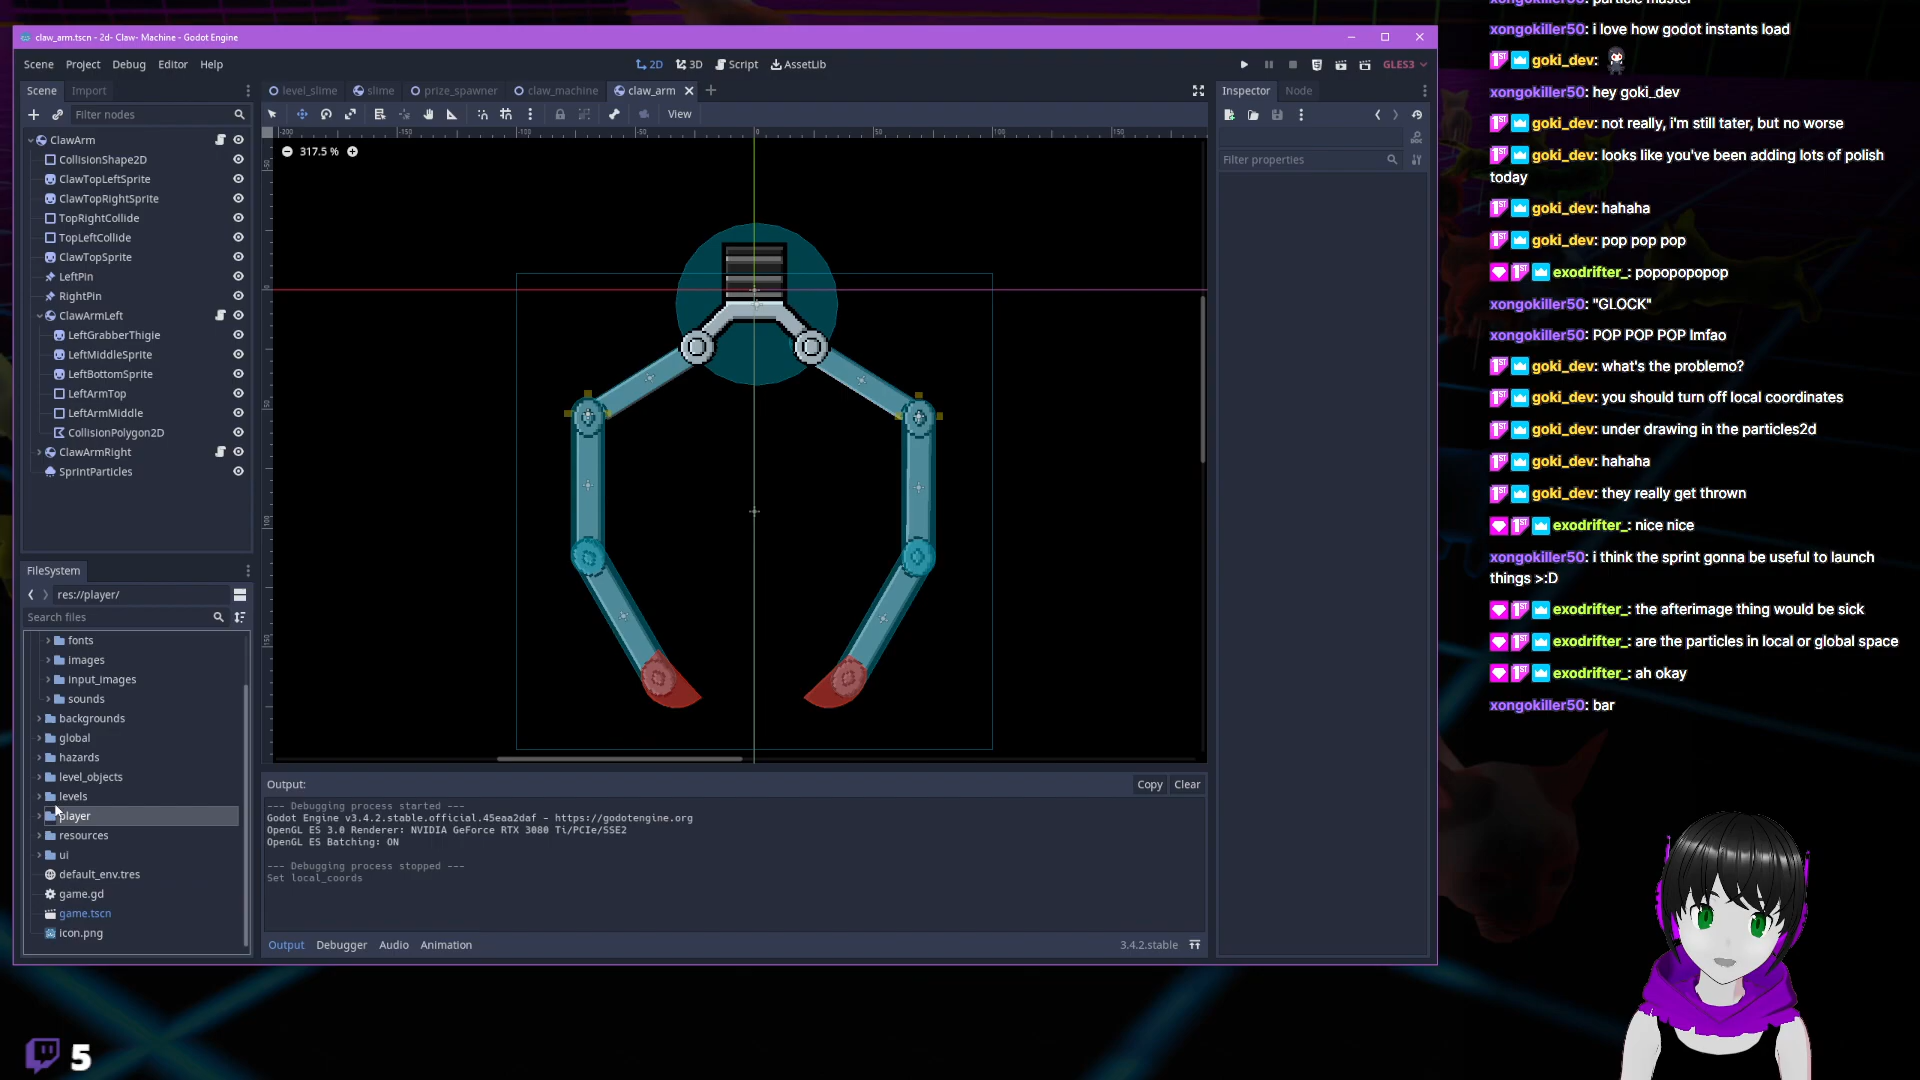 claw_arm.tscn - 2d- Claw- Machine - Godot Engine
Scene Project Debug Editor Help
2D 3D Script AssetLib
GLES3
Scene Import
level_slime slime prize_spawner claw_machine claw_arm
Inspector Node
Filter nodes
View
Filter properties
317.5 %
ClawArm
CollisionShape2D
ClawTopLeftSprite
ClawTopRightSprite
TopRightCollide
TopLeftCollide
ClawTopSprite
LeftPin
RightPin
ClawArmLeft
LeftGrabberThigie
LeftMiddleSprite
LeftBottomSprite
LeftArmTop
LeftArmMiddle
CollisionPolygon2D
ClawArmRight
SprintParticles
FileSystem
res://player/
Search files
fonts
images
input_images
sounds
backgrounds
global
hazards
level_objects
levels
player
resources
ui
default_env.tres
game.gd
game.tscn
icon.png
Output:
Copy Clear
--- Debugging process started ---
Godot Engine v3.4.2.stable.official.45eaa2daf - https://godotengine.org
OpenGL ES 3.0 Renderer: NVIDIA GeForce RTX 3080 Ti/PCIe/SSE2
OpenGL ES Batching: ON
--- Debugging process stopped ---
Set local_coords
Output Debugger Audio Animation
3.4.2.stable
xongokiller50: i love how godot instants load
goki_dev:
xongokiller50: hey goki_dev
goki_dev: not really, i'm still tater, but no worse
goki_dev: looks like you've been adding lots of polish
today
goki_dev: hahaha
goki_dev: pop pop pop
exodrifter_: popopopopop
xongokiller50: "GLOCK"
xongokiller50: POP POP POP lmfao
goki_dev: what's the problemo?
goki_dev: you should turn off local coordinates
goki_dev: under drawing in the particles2d
goki_dev: hahaha
goki_dev: they really get thrown
exodrifter_: nice nice
xongokiller50: i think the sprint gonna be useful to launch
things >:D
exodrifter_: the afterimage thing would be sick
exodrifter_: are the particles in local or global space
exodrifter_: ah okay
xongokiller50: bar
5